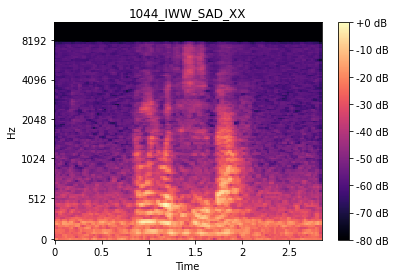 1044_IWW_SAD_XX
8192
4096
2048
1024
512
0
Hz
0
0.5
1
1.5
2
2.5
Time
+0 dB
-10 dB
-20 dB
-30 dB
-40 dB
-50 dB
-60 dB
-70 dB
-80 dB